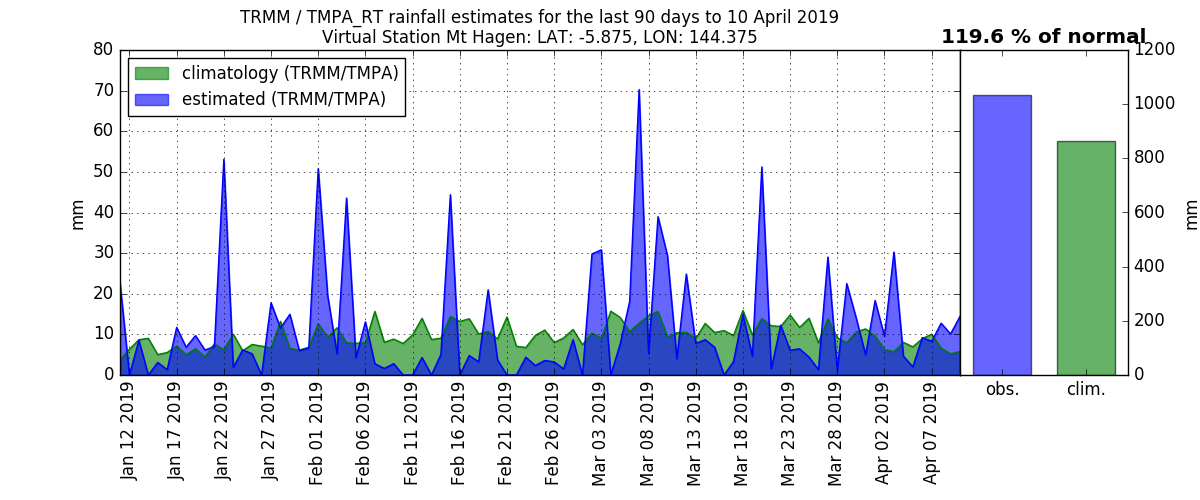 TRMM / TMPA_RT rainfall estimates for the last 90 days to 10 April 2019
Virtual Station Mt Hagen: LAT: -5.875, LON: 144.375
119.6 % of normal
climatology (TRMM/TMPA)
estimated (TRMM/TMPA)
mm
80
70
60
50
40
30
20
10
0
Jan 12 2019
Jan 17 2019
Jan 22 2019
Jan 27 2019
Feb 01 2019
Feb 06 2019
Feb 11 2019
Feb 16 2019
Feb 21 2019
Feb 26 2019
Mar 03 2019
Mar 08 2019
Mar 13 2019
Mar 18 2019
Mar 23 2019
Mar 28 2019
Apr 02 2019
Apr 07 2019
obs.
clim.
1200
1000
800
600
400
200
0
mm